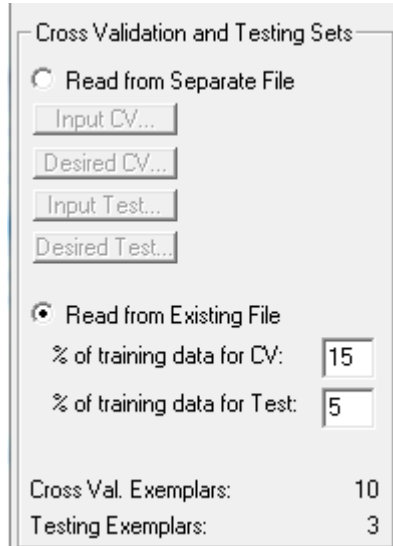 Cross Validation and Testing Sets
Read from Separate File
Input CV...
Desired CV...
Input Test...
Desired Test...
Read from Existing File
% of training data for CV: 15
% of training data for Test: 5
Cross Val. Exemplars: 10
Testing Exemplars: 3